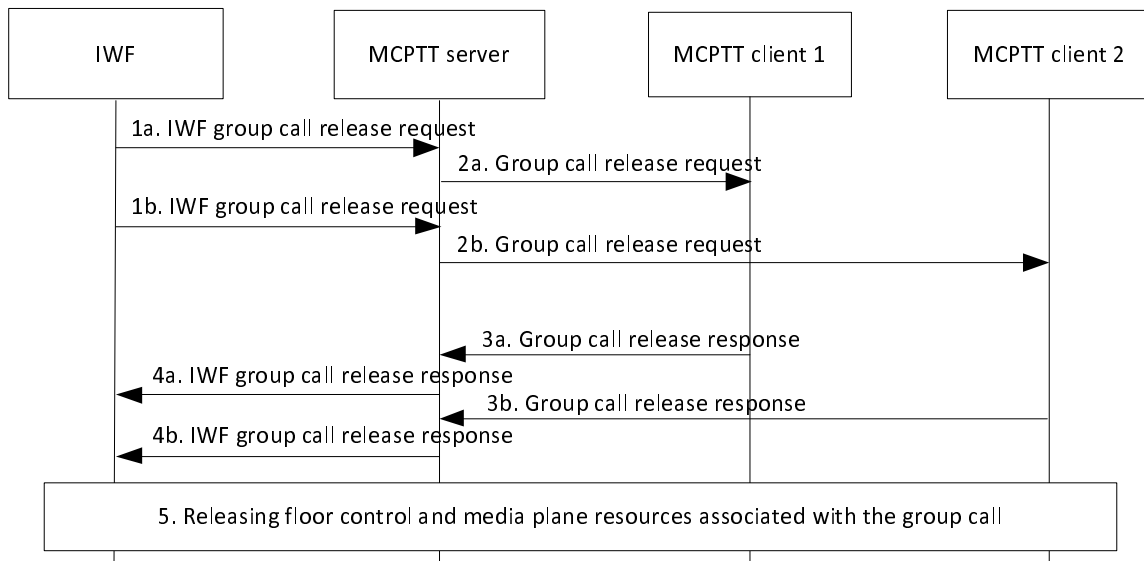 IWF
MCPTT server
MCPTT client 1
MCPTT client 2
1a. IWF group call release request
2a. Group call release request
1b. IWF group call release request
2b. Group call release request
3a. Group call release response
4a. IWF group call release response
3b. Group call release response
4b. IWF group call release response
5. Releasing floor control and media plane resources associated with the group call